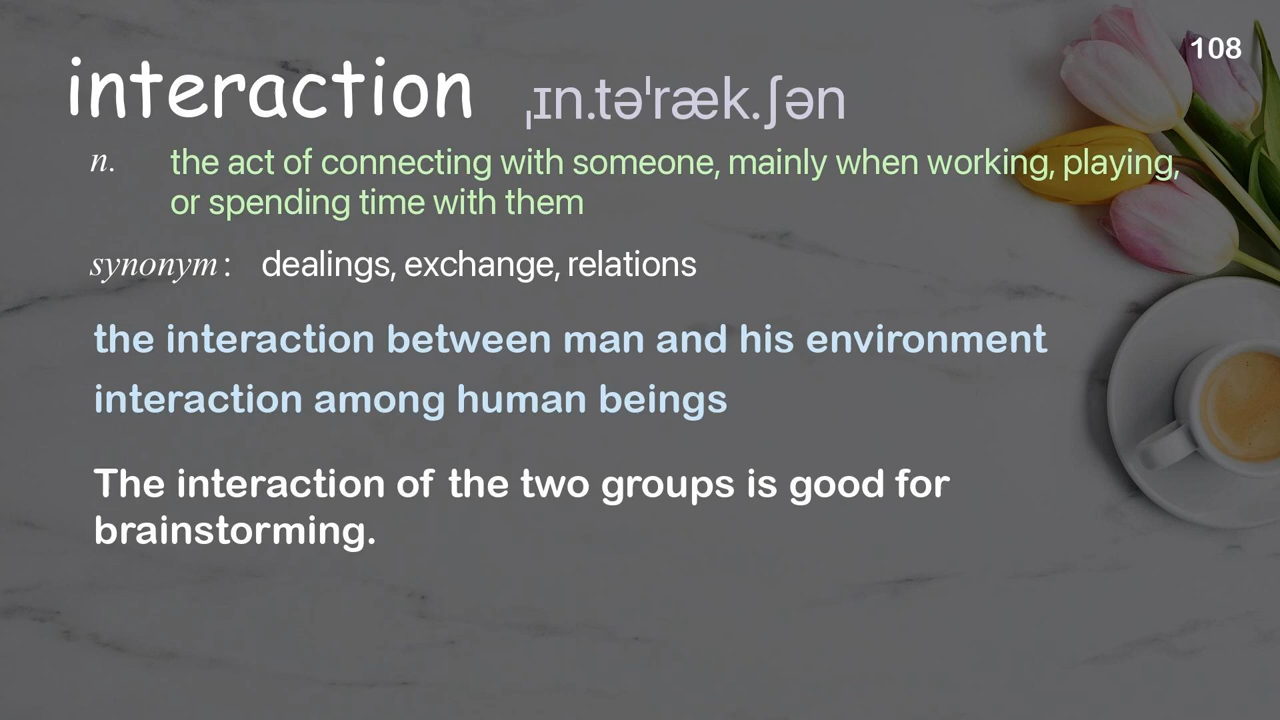 108
interaction ˌɪn.təˈræk.ʃən
n. the act of connecting with someone, mainly when working, playing,
or spending time with them
synonym: dealings, exchange, relations
the interaction between man and his environment
interaction among human beings
The interaction of the two groups is good for
brainstorming.